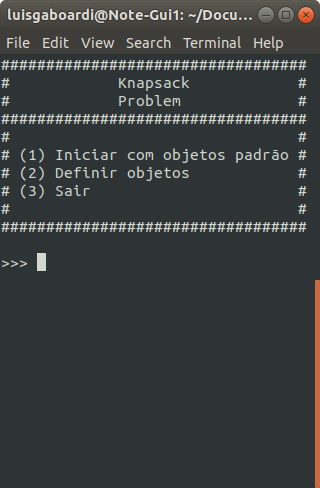 luisgaboardi@Note-Gui1: ~/Docu...
File Edit View Search Terminal Help
##################################
#            Knapsack            #
#            Problem             #
##################################
#                                #
# (1) Iniciar com objetos padrão #
# (2) Definir objetos            #
# (3) Sair                       #
#                                #
##################################
>>>